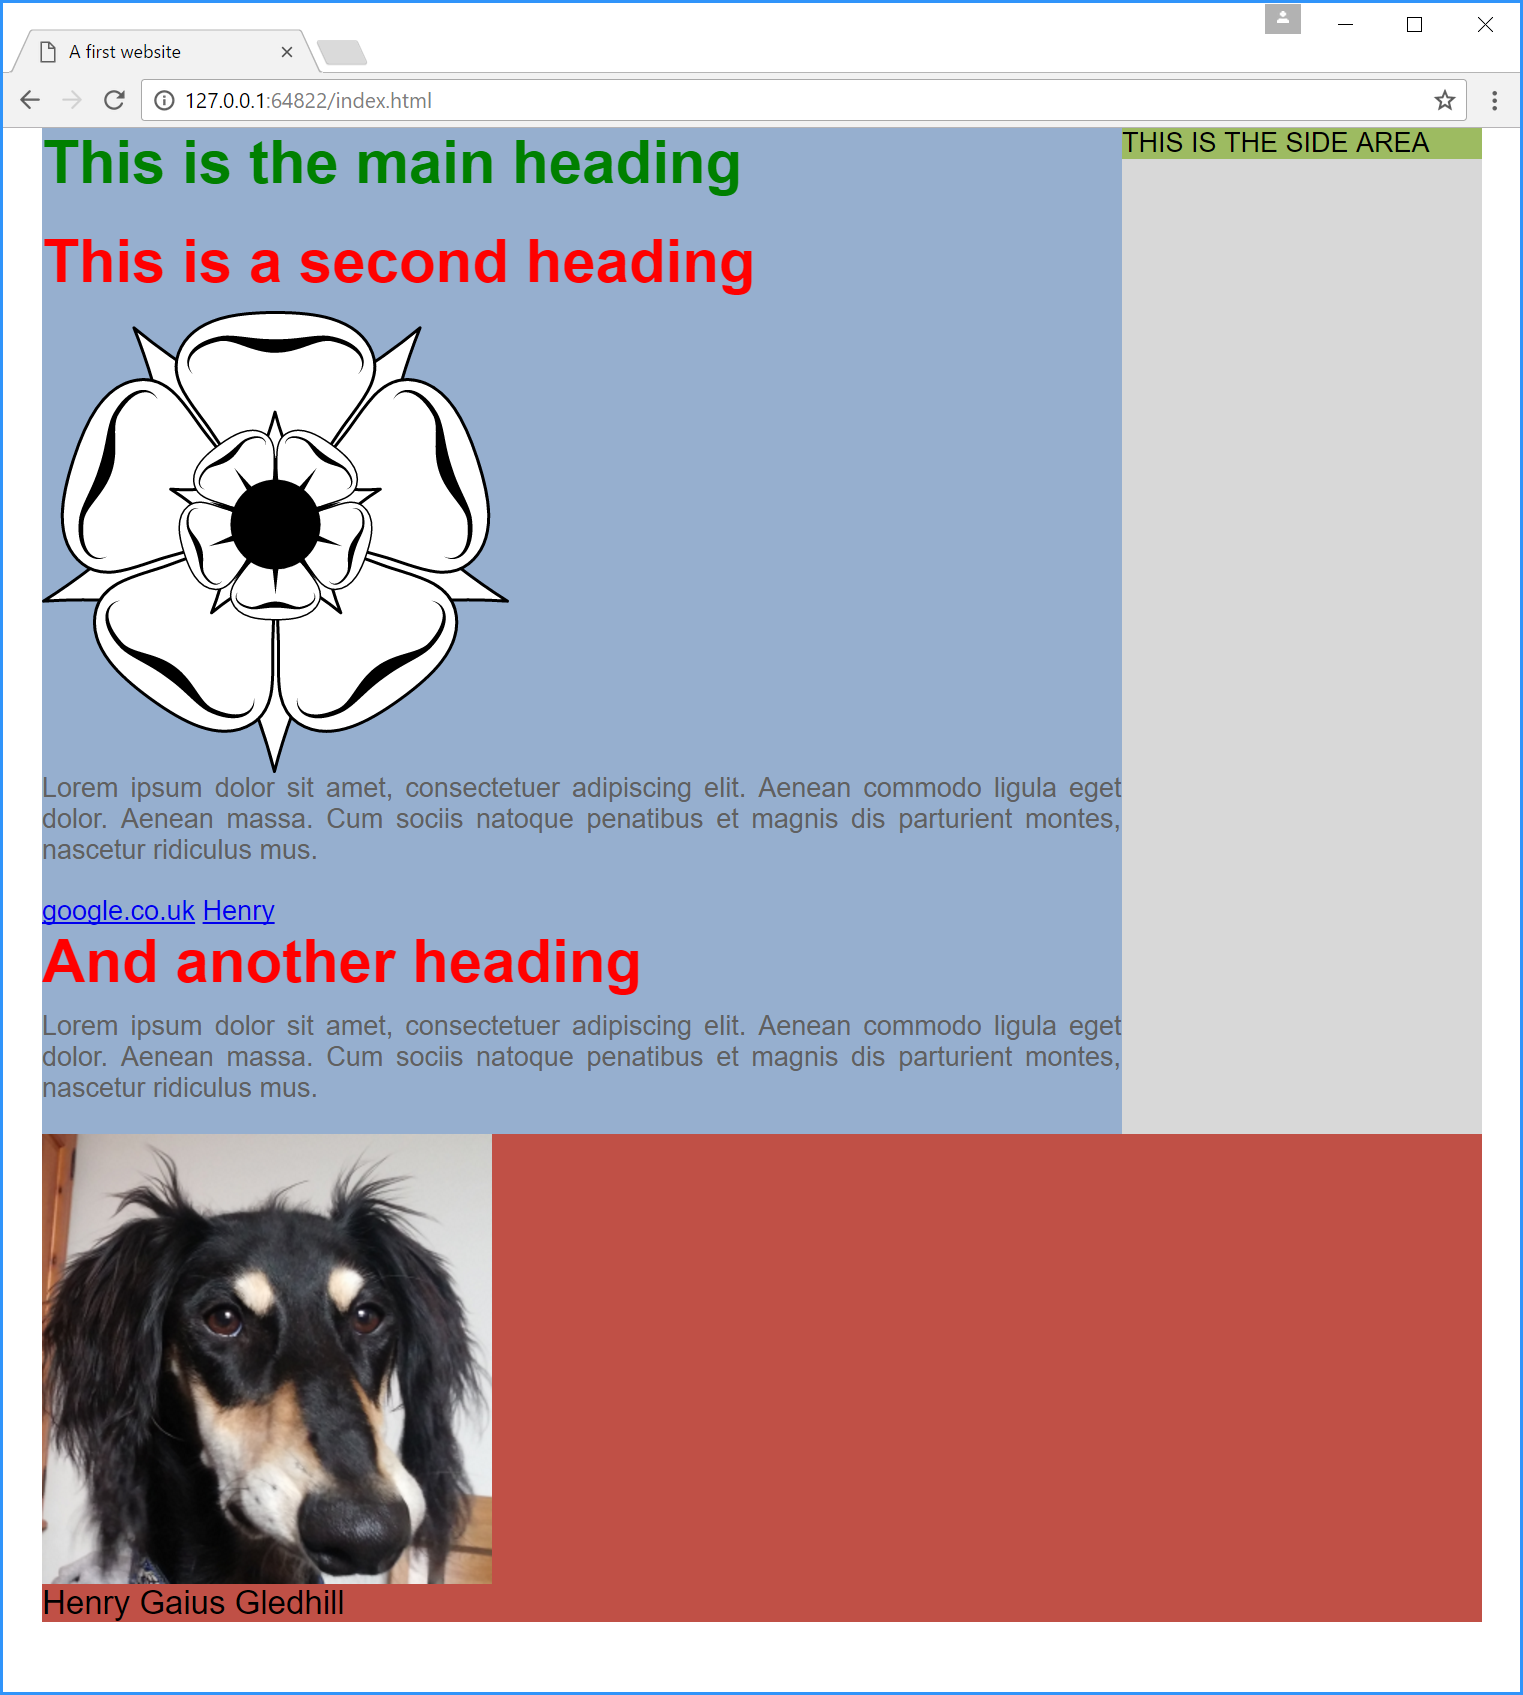 A first website
127.0.0.1:64822/index.html
This is the main heading
THIS IS THE SIDE AREA
This is a second heading
Lorem ipsum dolor sit amet, consectetuer adipiscing elit. Aenean commodo ligula eget
dolor. Aenean massa. Cum sociis natoque penatibus et magnis dis parturient montes,
nascetur ridiculus mus.
google.co.uk Henry
And another heading
Lorem ipsum dolor sit amet, consectetuer adipiscing elit. Aenean commodo ligula eget
dolor. Aenean massa. Cum sociis natoque penatibus et magnis dis parturient montes,
nascetur ridiculus mus.
Henry Gaius Gledhill